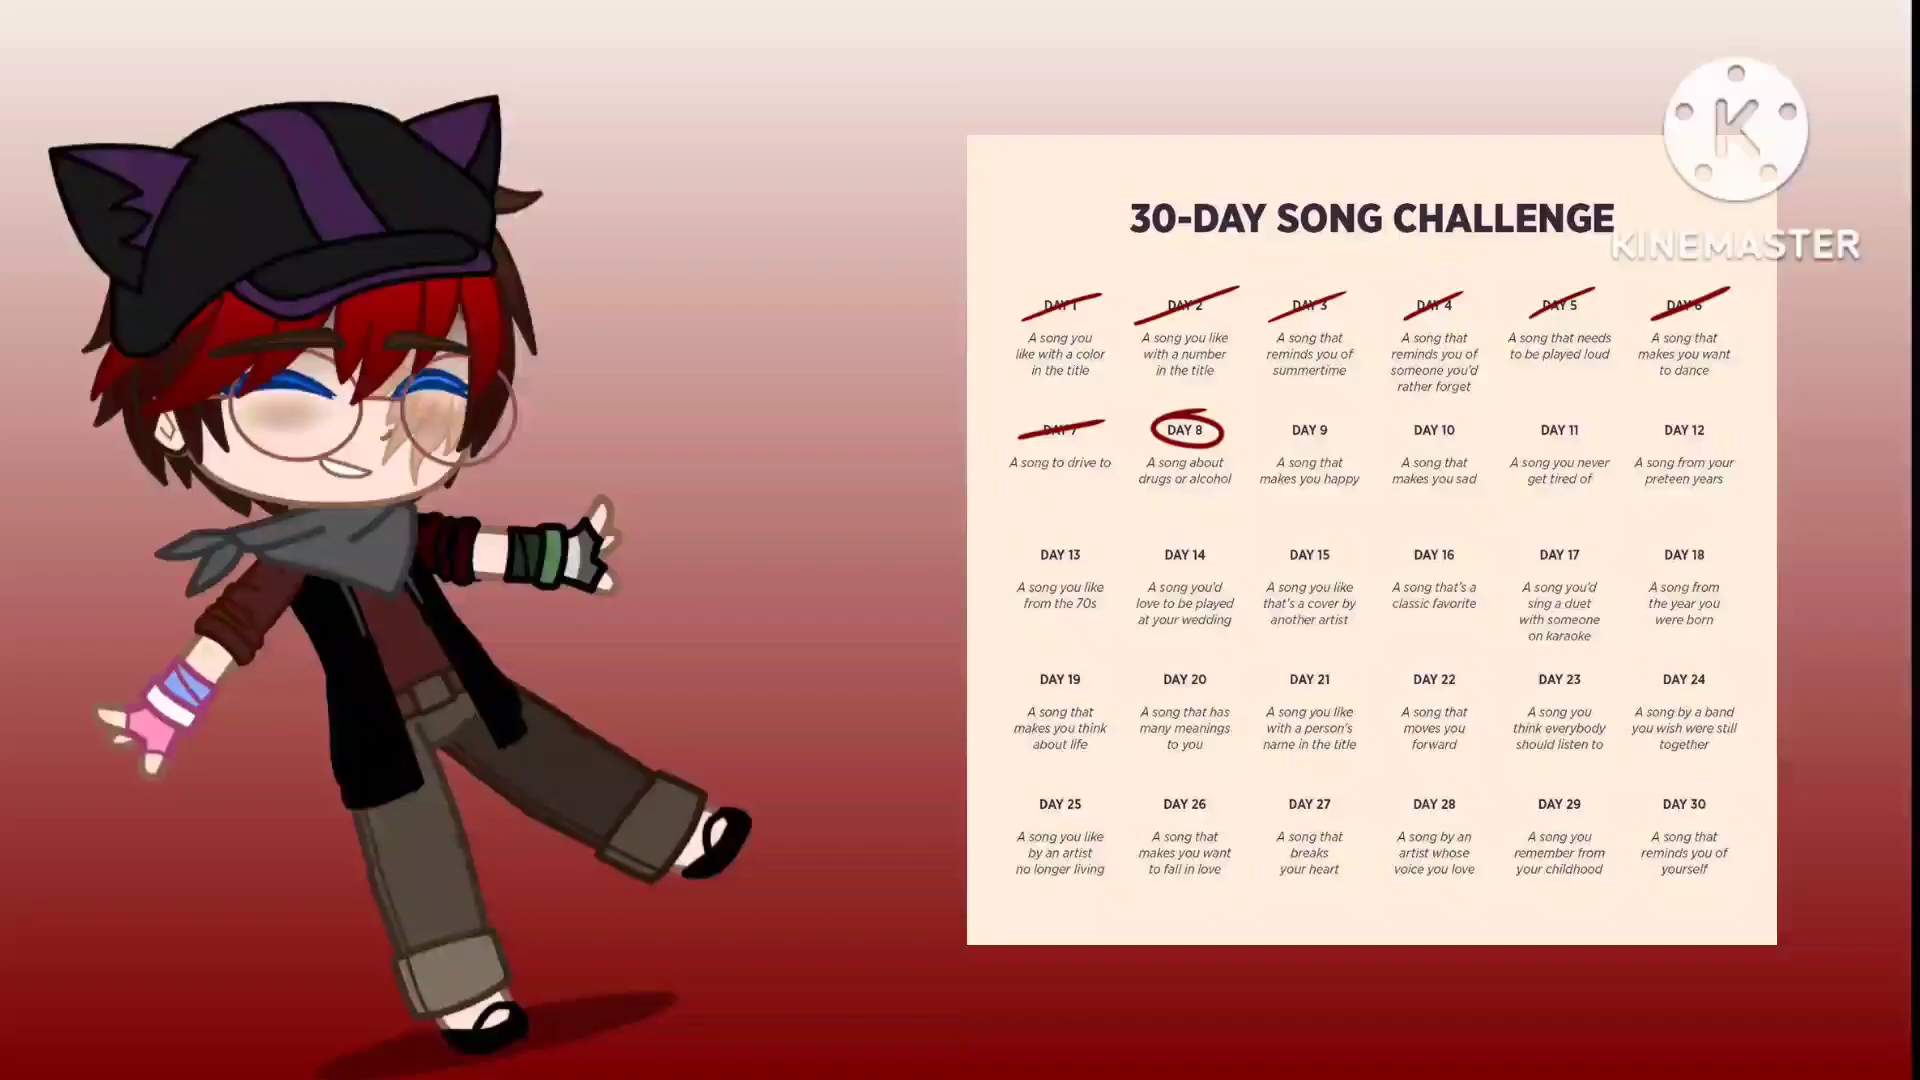 K
KINEMASTER
30-DAY SONG CHALLENGE
DAY 1
A song you
like with a color
in the title
DAY 2
A song you like
with a number
in the title
DAY 3
A song that
reminds you of
summertime
DAY 4
A song that
reminds you of
someone you'd
rather forget
DAY 5
A song that needs
to be played loud
DAY 6
A song that
makes you want
to dance
DAY 7
A song to drive to
DAY 8
A song about
drugs or alcohol
DAY 9
A song that
makes you happy
DAY 10
A song that
makes you sad
DAY 11
A song you never
get tired of
DAY 12
A song from your
preteen years
DAY 13
A song you like
from the 70s
DAY 14
A song you'd
love to be played
at your wedding
DAY 15
A song you like
that's a cover by
another artist
DAY 16
A song that's a
classic favorite
DAY 17
A song you'd
sing a duet
with someone
on karaoke
DAY 18
A song from
the year you
were born
DAY 19
A song that
makes you think
about life
DAY 20
A song that has
many meanings
to you
DAY 21
A song you like
with a person's
name in the title
DAY 22
A song that
moves you
forward
DAY 23
A song you
think everybody
should listen to
DAY 24
A song by a band
you wish were still
together
DAY 25
A song you like
by an artist
no longer living
DAY 26
A song that
makes you want
to fall in love
DAY 27
A song that
breaks
your heart
DAY 28
A song by an
artist whose
voice you love
DAY 29
A song you
remember from
your childhood
DAY 30
A song that
reminds you of
yourself